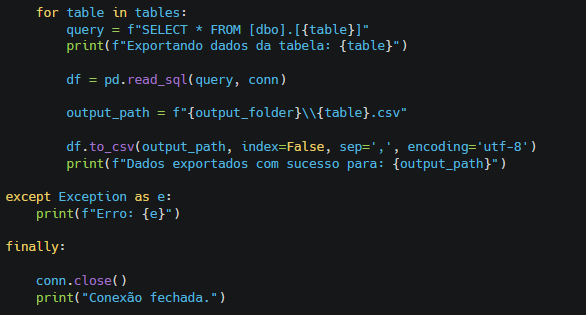 for table in tables:
query = f"SELECT * FROM [dbo].[{table}]"
print(f"Exportando dados da tabela: {table}")
df = pd.read_sql(query, conn)
output_path = f"{output_folder}\\{table}.csv"
df.to_csv(output_path, index=False, sep=',', encoding='utf-8')
print(f"Dados exportados com sucesso para: {output_path}")
except Exception as e:
print(f"Erro: {e}")
finally:
conn.close()
print("Conexão fechada.")